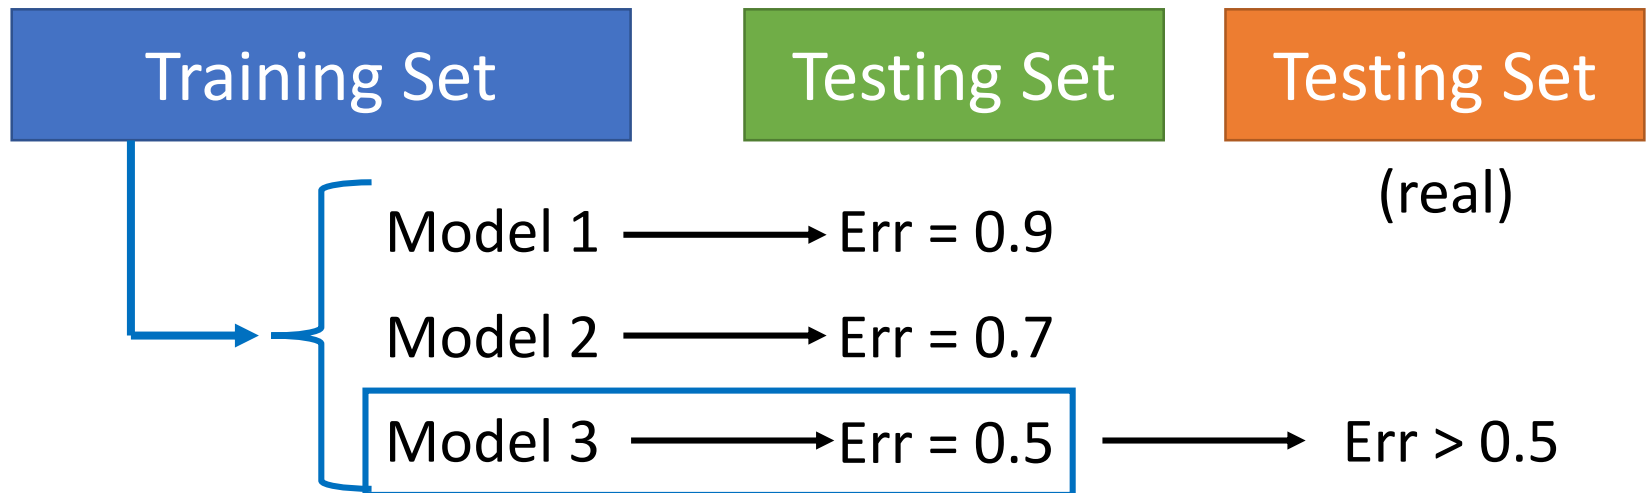 Training Set
Testing Set
Testing Set
(real)
Model 1
Err = 0.9
Model 2
Err = 0.7
Model 3
Err = 0.5
Err > 0.5